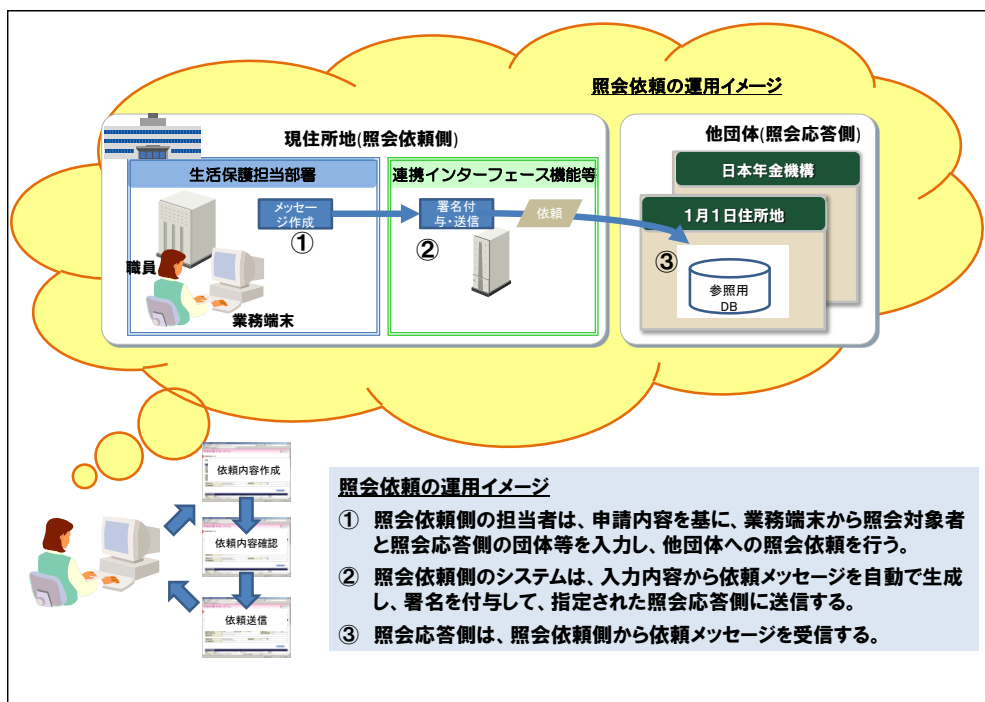 照会依頼の運用イメージ
現住所地(照会依頼側)
他団体(照会応答側)
生活保護担当部署
連携インターフェース機能等
日本年金機構
メッセー
ジ作成
①
署名付
与・送信
②
依頼
1月1日住所地
③
参照用
DB
職員
業務端末
依頼内容作成
依頼内容確認
依頼送信
照会依頼の運用イメージ
① 照会依頼側の担当者は、申請内容を基に、業務端末から照会対象者
と照会応答側の団体等を入力し、他団体への照会依頼を行う。
② 照会依頼側のシステムは、入力内容から依頼メッセージを自動で生成
し、署名を付与して、指定された照会応答側に送信する。
③ 照会応答側は、照会依頼側から依頼メッセージを受信する。